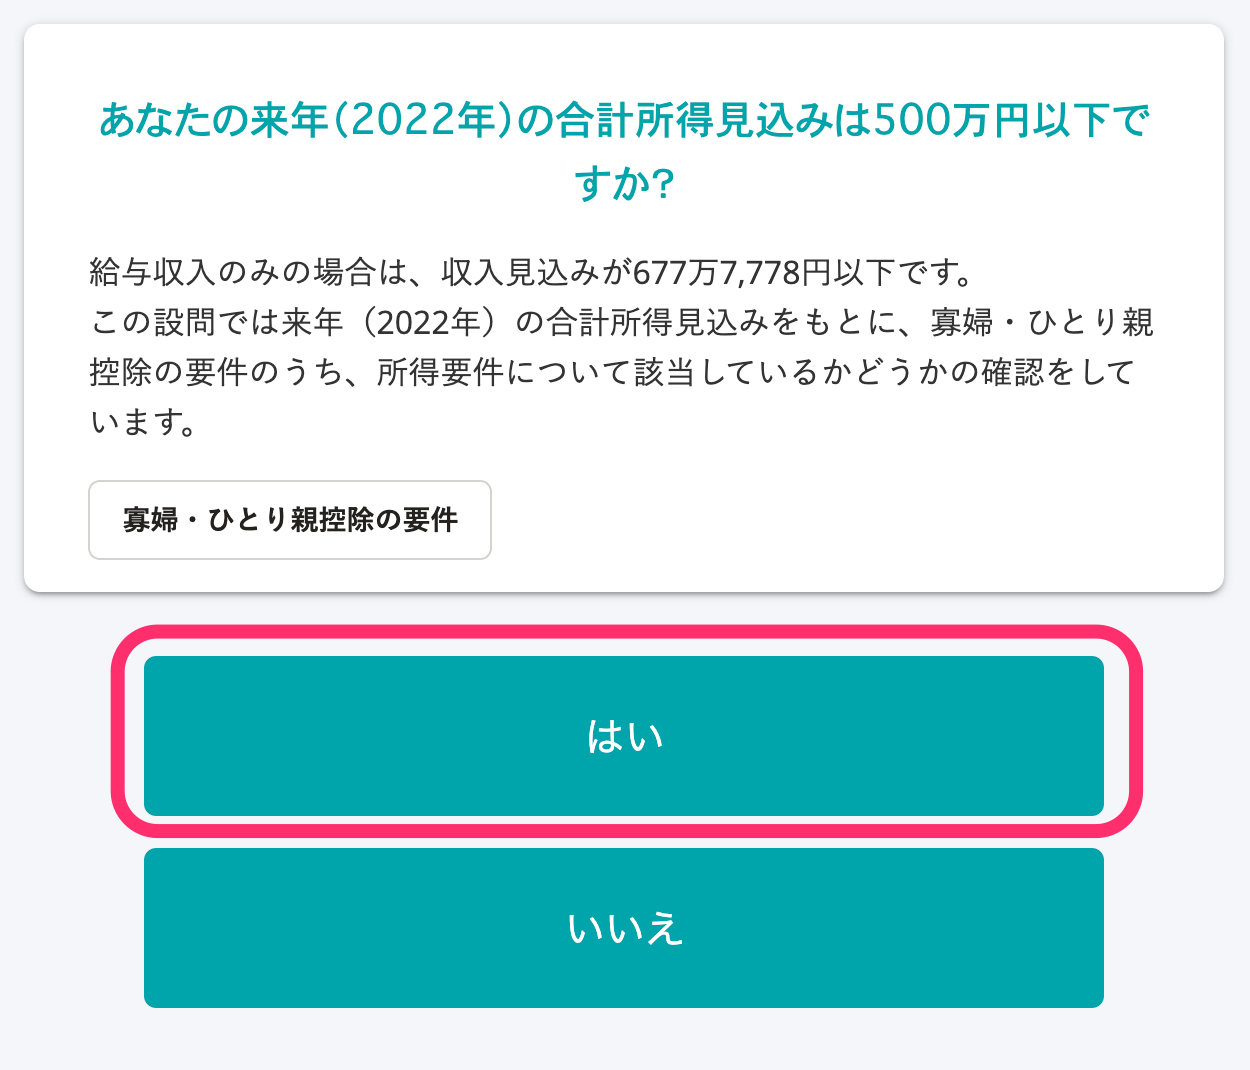 あなたの来年(2022年)の合計所得見込みは500万円以下で
すか?
給与収入のみの場合は、収入見込みが677万7,778円以下です。
この設問では来年（2022年）の合計所得見込みをもとに、寡婦・ひとり親
控除の要件のうち、所得要件について該当しているかどうかの確認をして
います。
寡婦・ひとり親控除の要件
はい
いいえ